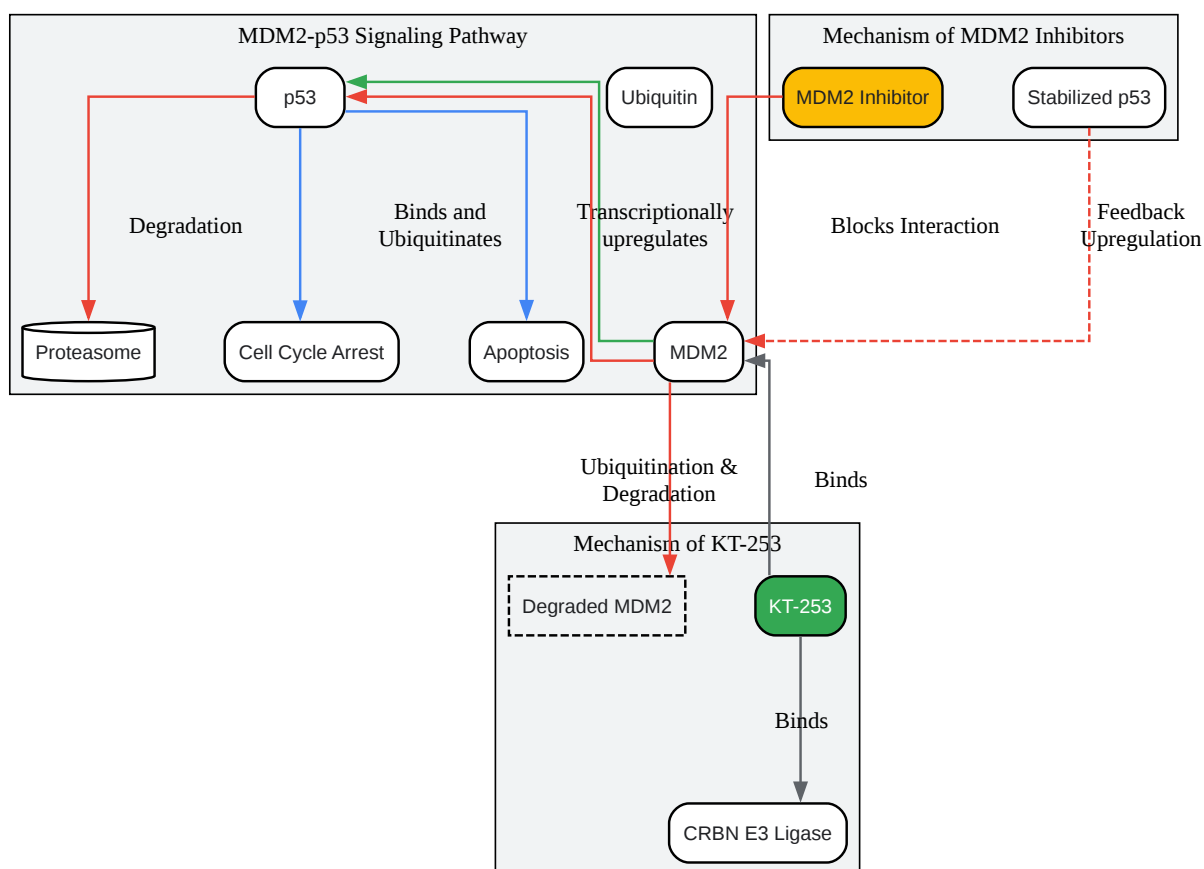 MDM2-p53 Signaling Pathway
Mechanism of MDM2 Inhibitors
p53
Ubiquitin
MDM2 Inhibitor
Stabilized p53
Degradation
Binds and
Ubiquitinates
Transcriptionally
upregulates
Blocks Interaction
Feedback
Upregulation
Proteasome
Cell Cycle Arrest
Apoptosis
MDM2
Ubiquitination &
Degradation
Binds
Mechanism of KT-253
Degraded MDM2
KT-253
Binds
CRBN E3 Ligase